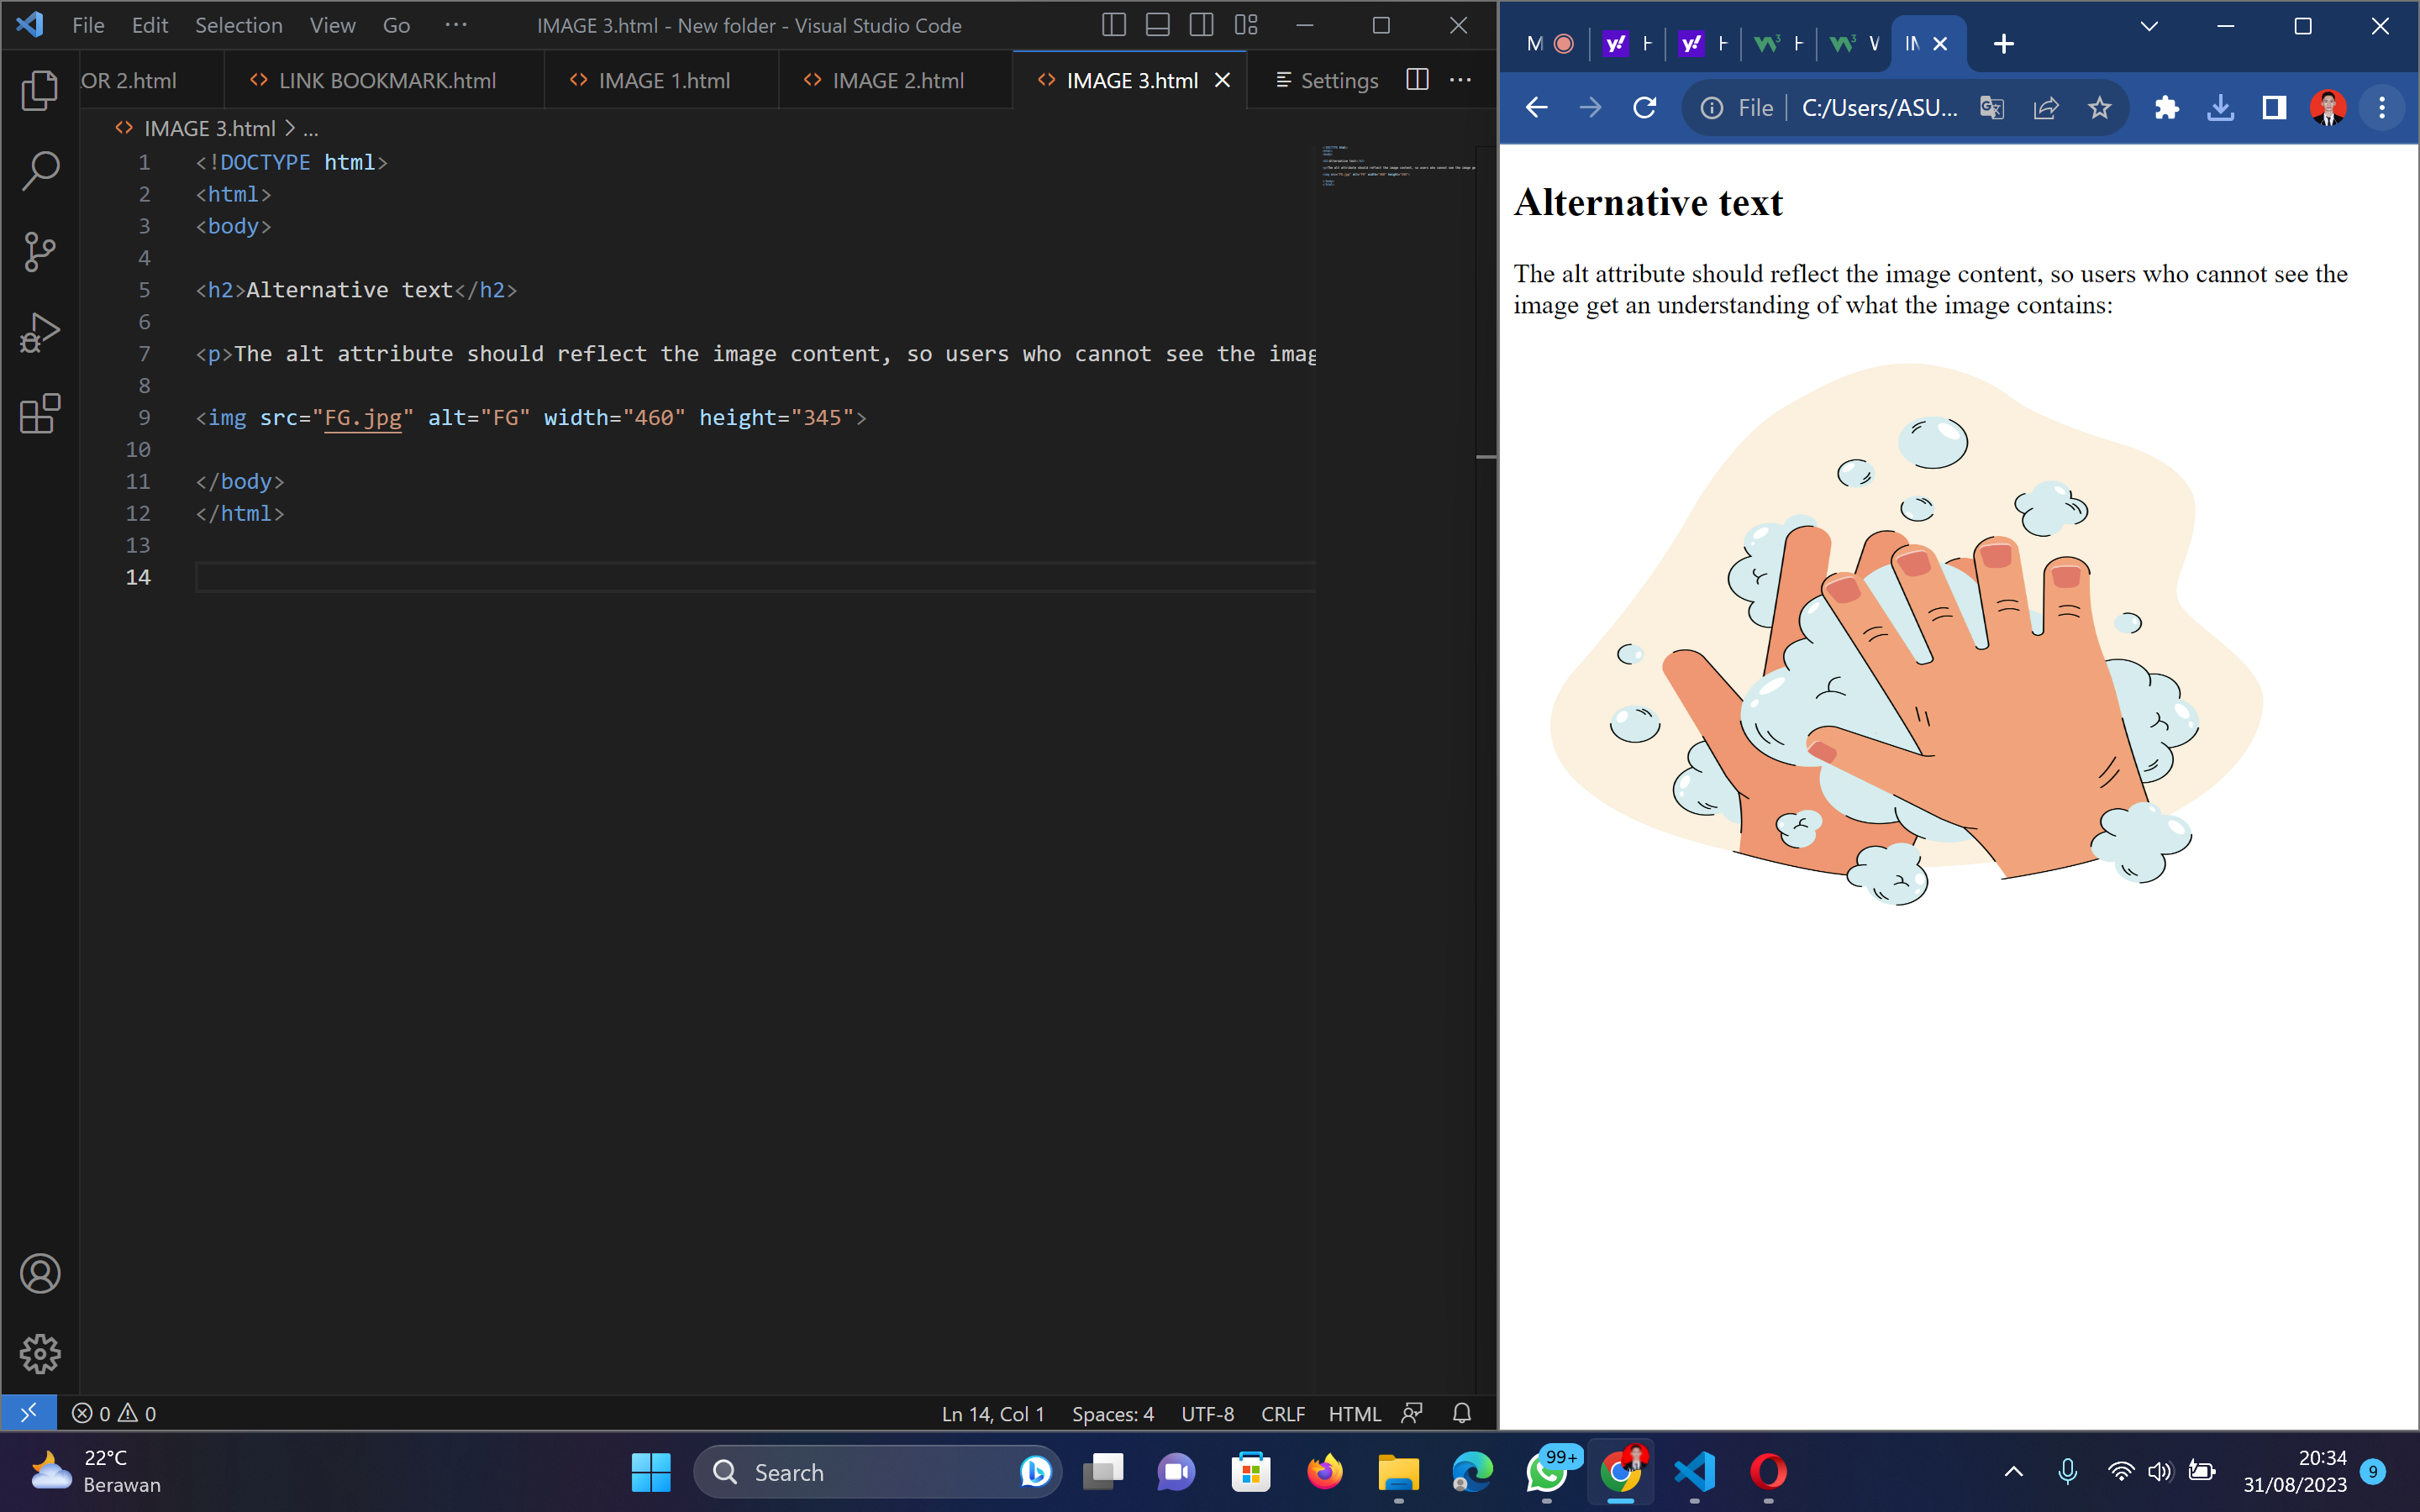 File Edit Selection View Go ··· IMAGE 3.html - New folder - Visual Studio Code
OR 2.html <> LINK BOOKMARK.html <> IMAGE 1.html <> IMAGE 2.html <> IMAGE 3.html Settings ···
<> IMAGE 3.html > ...
1 <!DOCTYPE html>
2 <html>
3 <body>
4
5 <h2>Alternative text</h2>
6
7 <p>The alt attribute should reflect the image content, so users who cannot see the imag
8
9 <img src="FG.jpg" alt="FG" width="460" height="345">
10
11 </body>
12 </html>
13
14
0 0 Ln 14, Col 1 Spaces: 4 UTF-8 CRLF HTML
M y! H y! H W3 H W3 W IM
File C:/Users/ASU...
Alternative text
The alt attribute should reflect the image content, so users who cannot see the
image get an understanding of what the image contains:
22°C
Berawan
Search
99+
20:34
31/08/2023
9